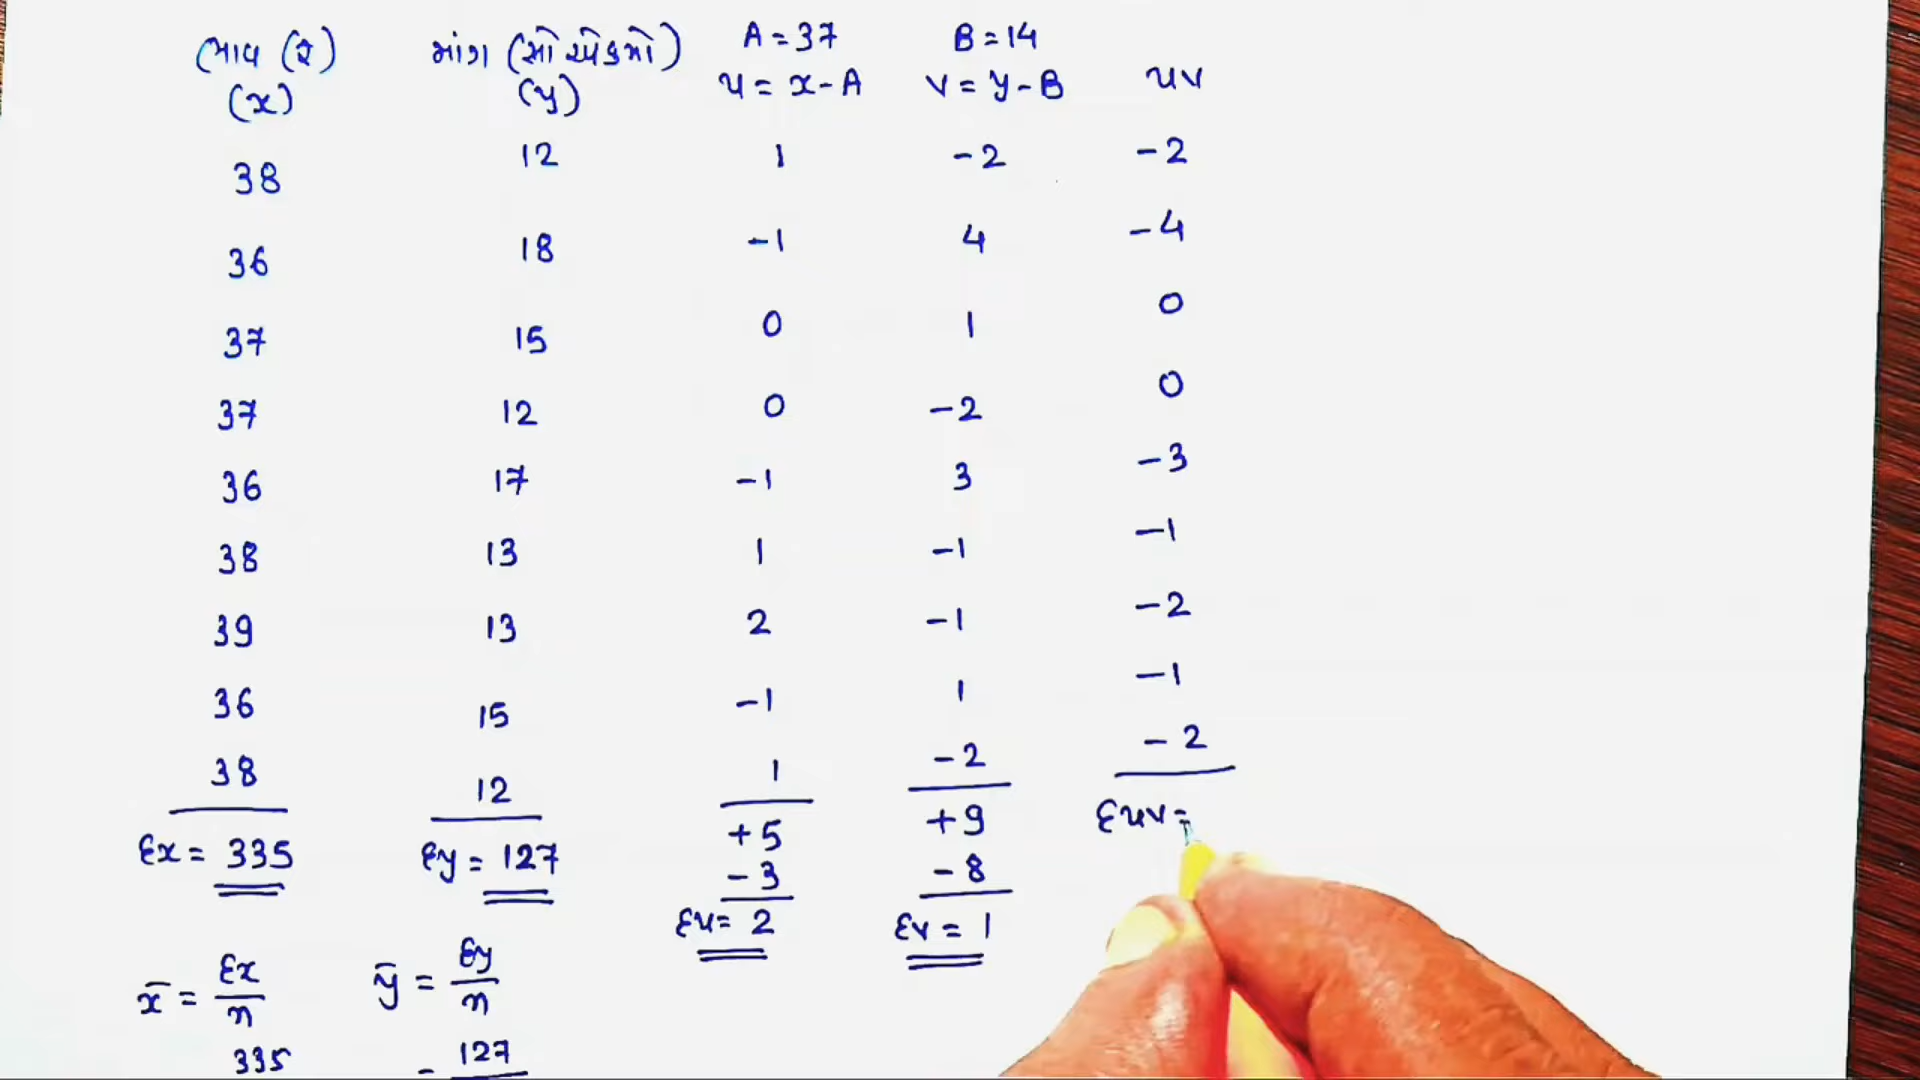 ભાવ (રૂ) માંગ (સો એકમો) A = 37 B = 14
(x) (y) u = x - A v = y - B uv
38 12 1 -2 -2
36 18 -1 4 -4
37 15 0 1 0
37 12 0 -2 0
36 17 -1 3 -3
38 13 1 -1 -1
39 13 2 -1 -2
36 15 -1 1 -1
38 12 1 -2 -2
Σx = 335 Σy = 127 +5 +9 Σuv =
-3 -8
Σu = 2 Σv = 1
x̄ = Σx/n ȳ = Σy/n
335 = 127